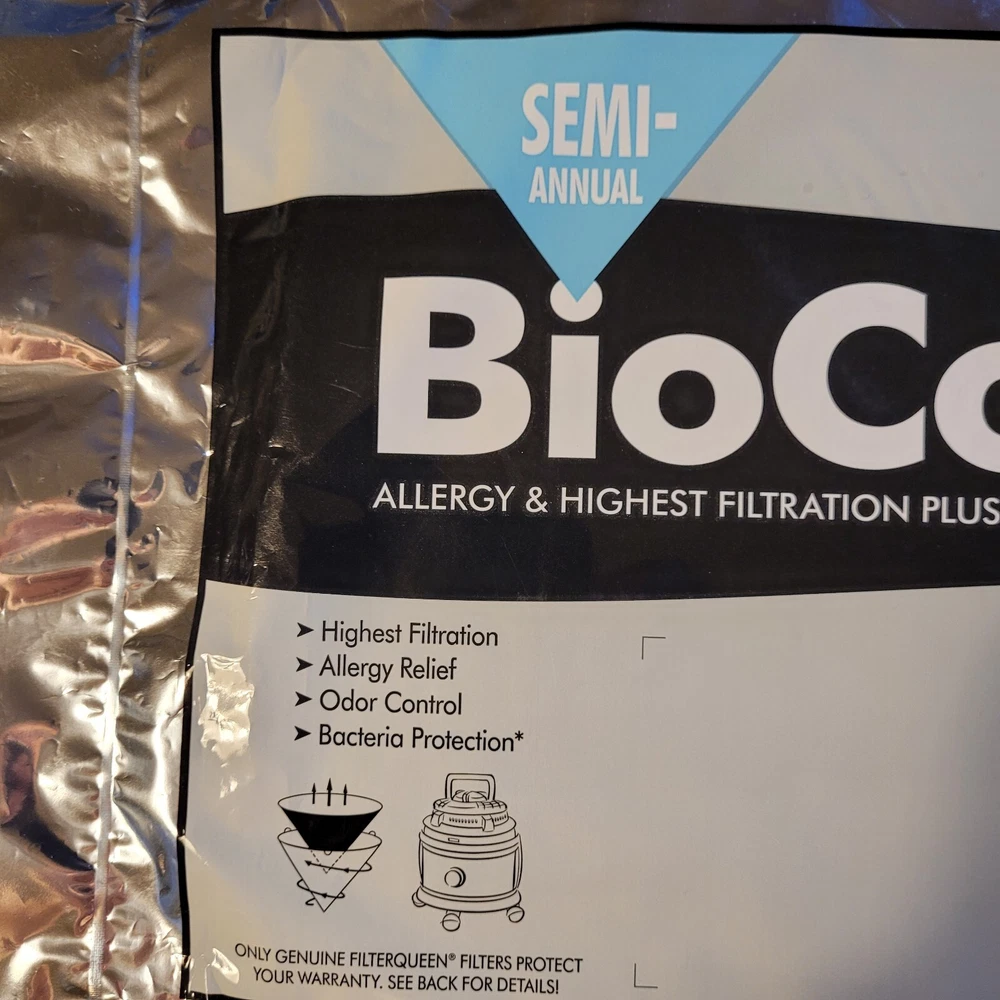 SEMI-
ANNUAL
BioCo
ALLERGY & HIGHEST FILTRATION PLUS
➤ Highest Filtration
➤ Allergy Relief
➤ Odor Control
➤ Bacteria Protection*
ONLY GENUINE FILTERQUEEN® FILTERS PROTECT
YOUR WARRANTY. SEE BACK FOR DETAILS!